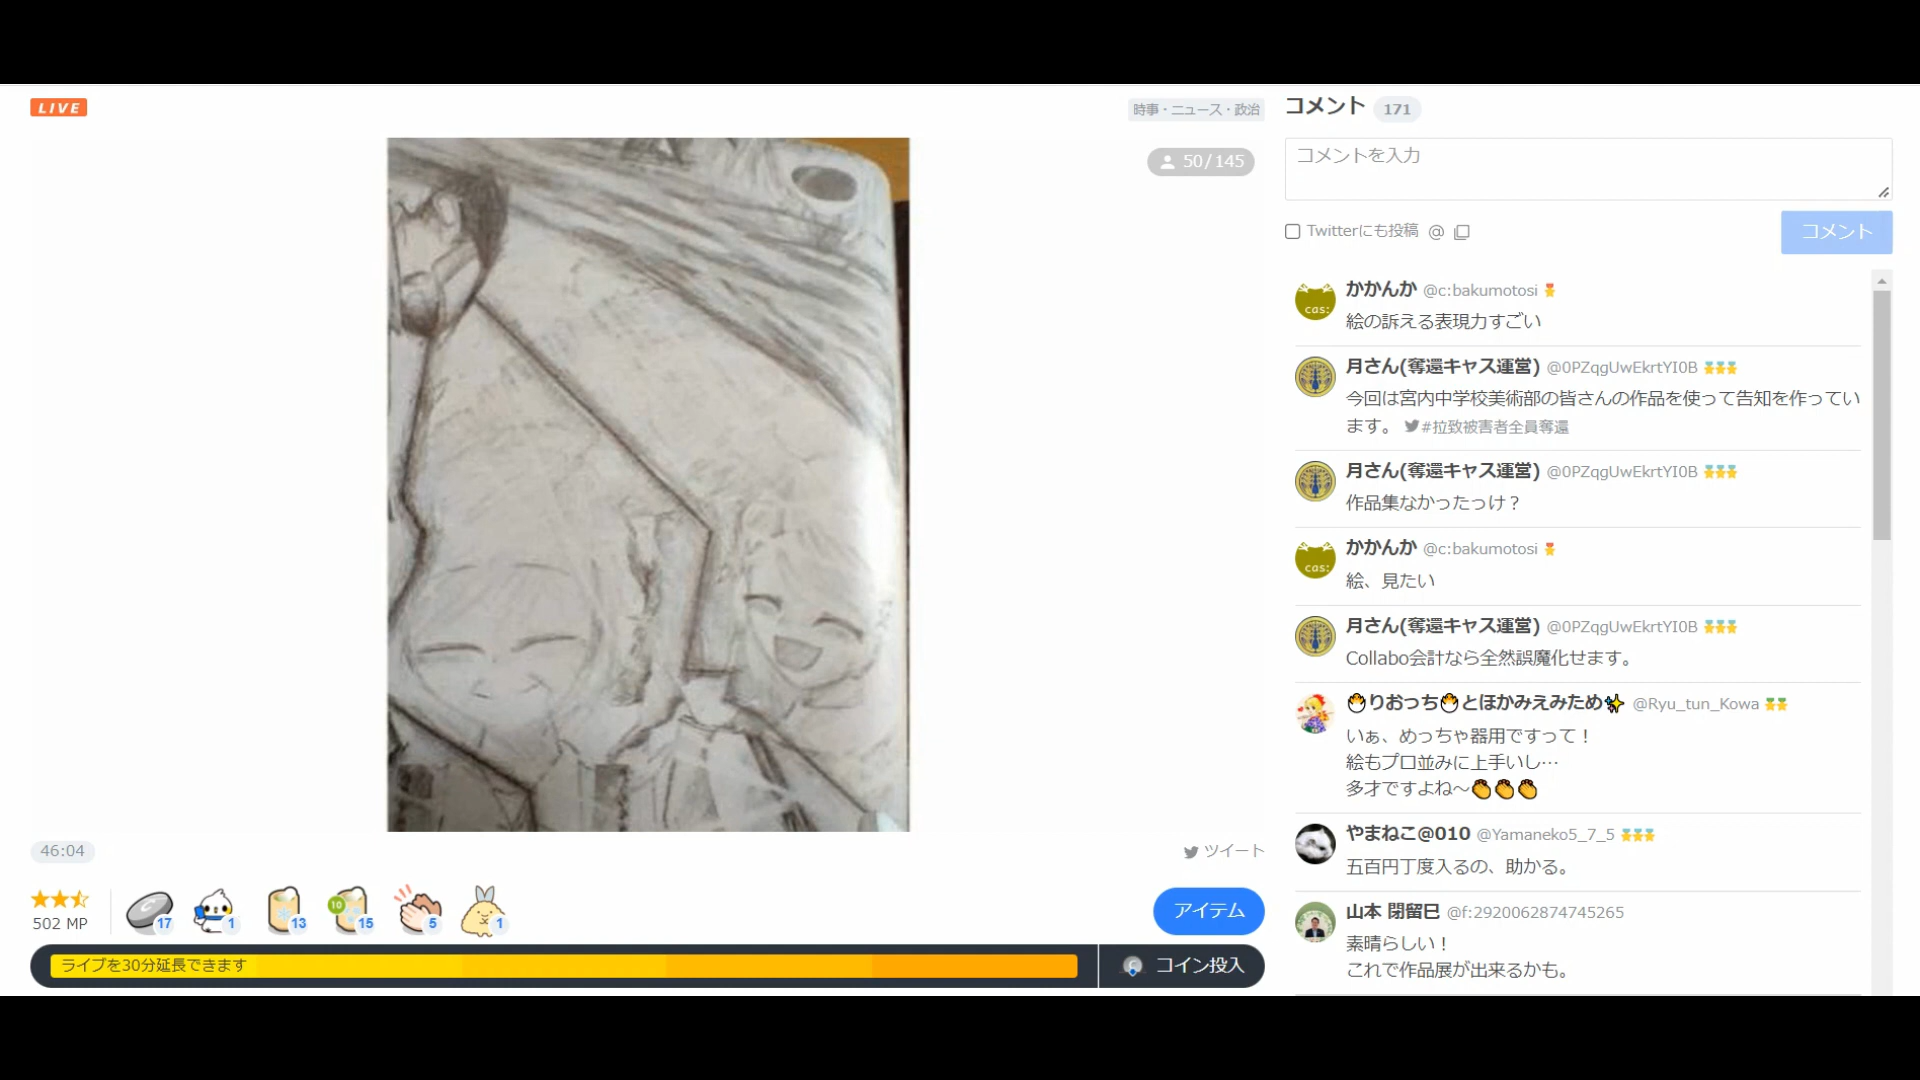 LIVE
時事・ニュース・政治
50/145
コメント 171
コメントを入力
Twitterにも投稿 @
コメント
cas:
かかんか @c:bakumotosi
絵の訴える表現力すごい
月さん(奪還キャス運営) @0PZqgUwEkrtYI0B
今回は宮内中学校美術部の皆さんの作品を使って告知を作ってい
ます。 #拉致被害者全員奪還
月さん(奪還キャス運営) @0PZqgUwEkrtYI0B
作品集なかったっけ？
cas:
かかんか @c:bakumotosi
絵、見たい
月さん(奪還キャス運営) @0PZqgUwEkrtYI0B
Collabo会計なら全然誤魔化せます。
🐣りおっち🐣とほかみえみため✨ @Ryu_tun_Kowa
いぁ、めっちゃ器用ですって！
絵もプロ並みに上手いし…
多才ですよね〜👏👏👏
やまねこ@010 @Yamaneko5_7_5
五百円丁度入るの、助かる。
山本 閉留巳 @f:2920062874745265
素晴らしい！
これで作品展が出来るかも。
46:04
ツイート
502 MP
C 17
1
13
10 15
5
1
アイテム
ライブを30分延長できます
C コイン投入